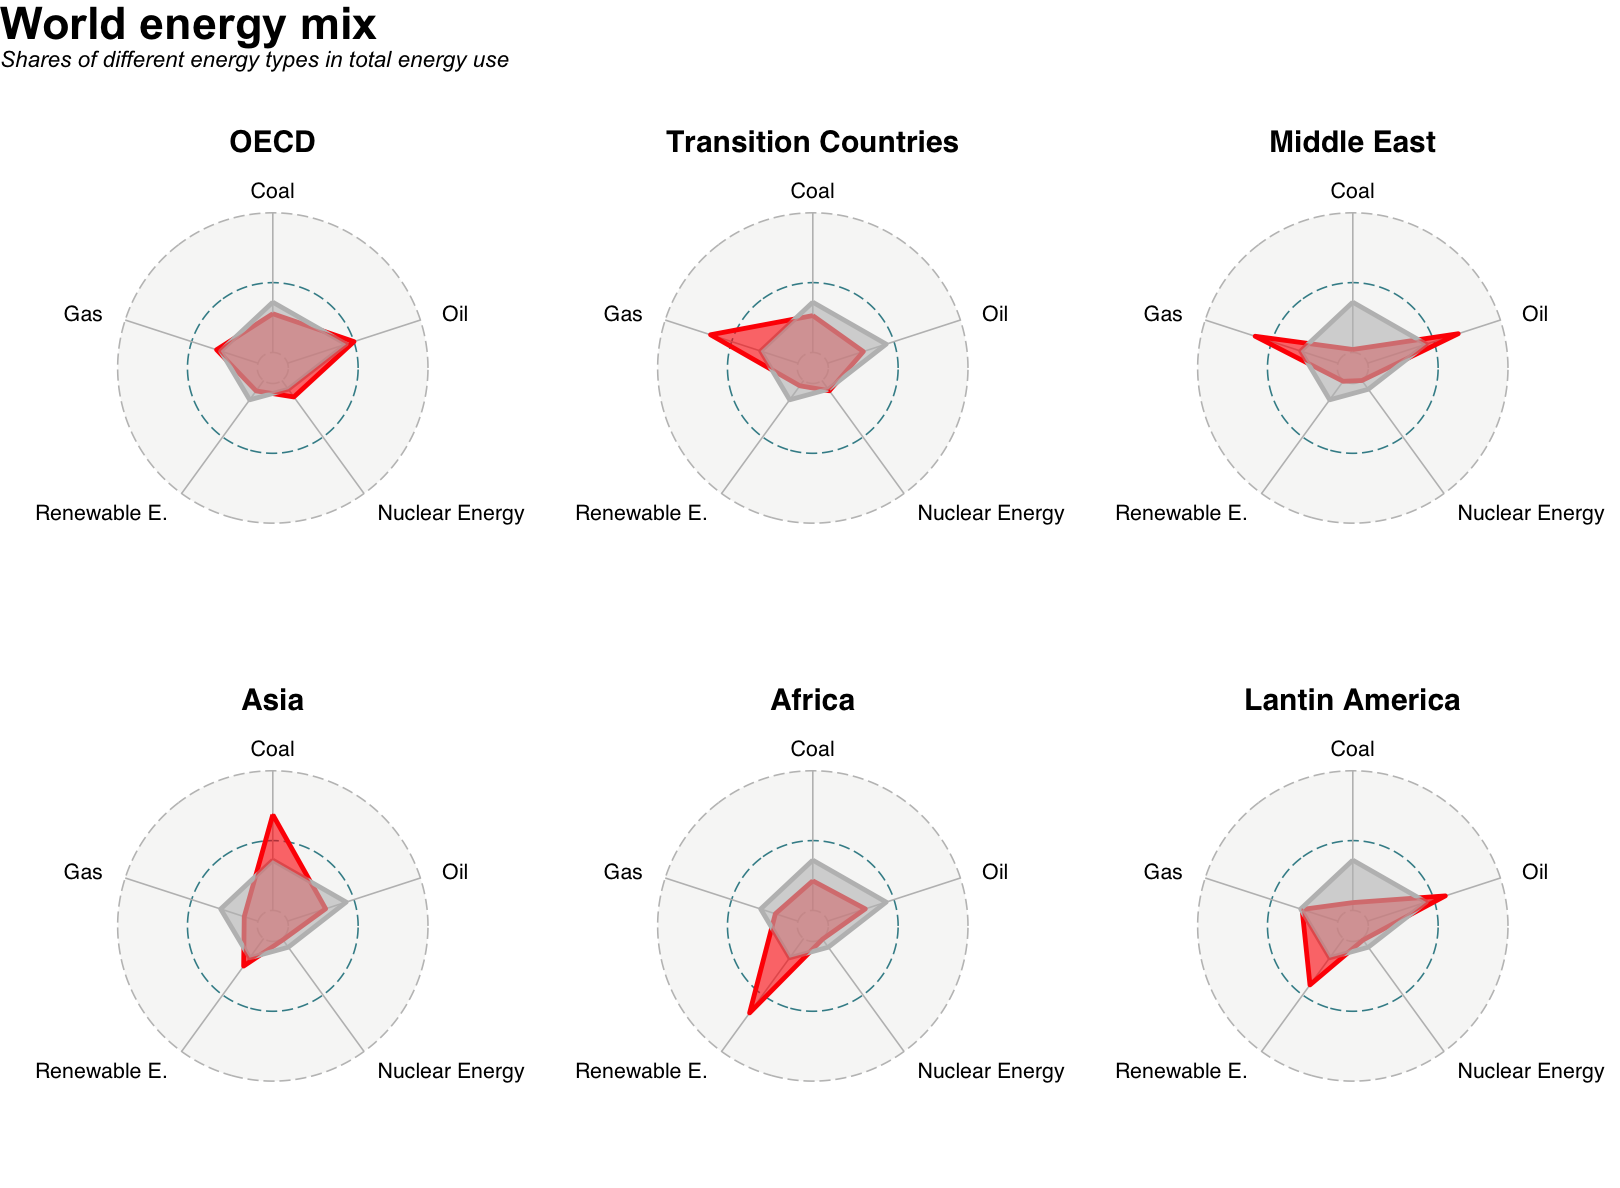 World energy mix
Shares of different energy types in total energy use
OECD
Coal
Oil
Nuclear Energy
Renewable E.
Gas
Transition Countries
Coal
Oil
Nuclear Energy
Renewable E.
Gas
Middle East
Coal
Oil
Nuclear Energy
Renewable E.
Gas
Asia
Coal
Oil
Nuclear Energy
Renewable E.
Gas
Africa
Coal
Oil
Nuclear Energy
Renewable E.
Gas
Lantin America
Coal
Oil
Nuclear Energy
Renewable E.
Gas